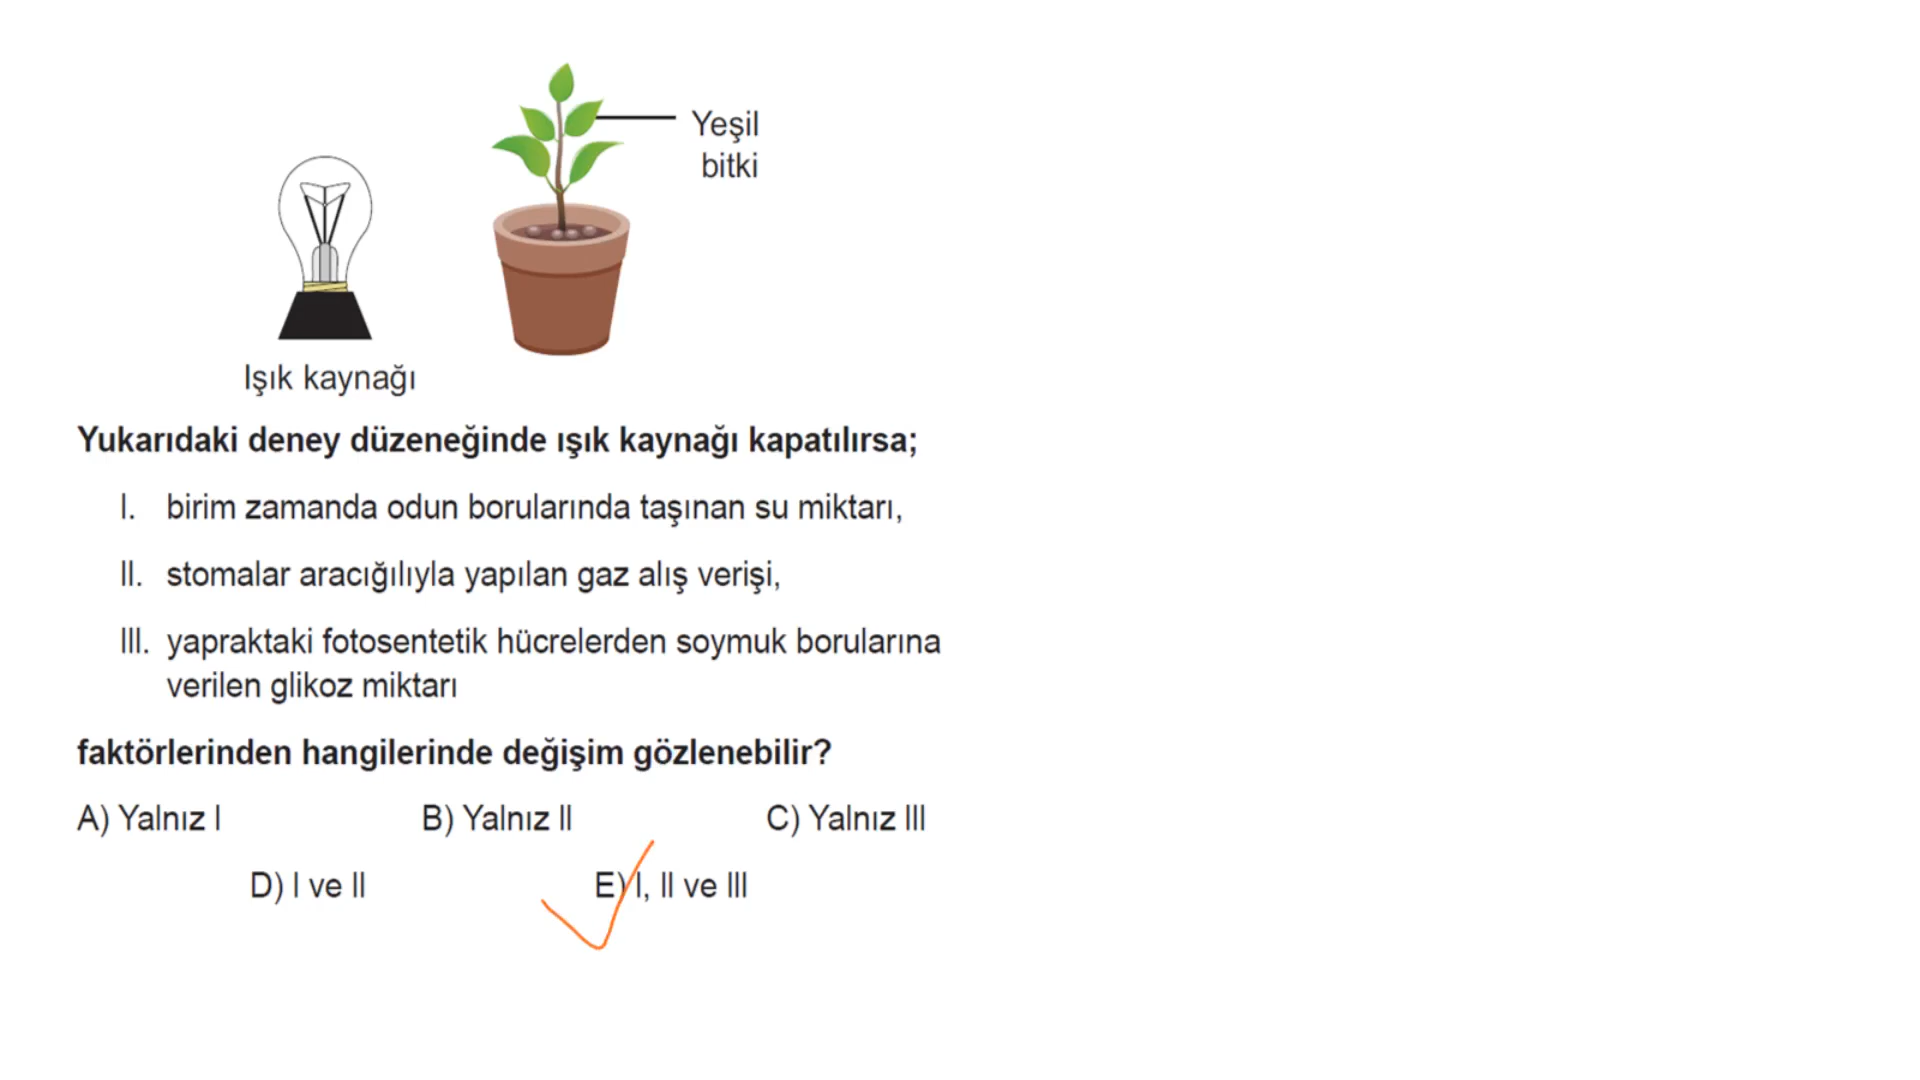 Yeşil
bitki
Işık kaynağı
Yukarıdaki deney düzeneğinde ışık kaynağı kapatılırsa;
I. birim zamanda odun borularında taşınan su miktarı,
II. stomalar aracığılıyla yapılan gaz alış verişi,
III. yapraktaki fotosentetik hücrelerden soymuk borularına
verilen glikoz miktarı
faktörlerinden hangilerinde değişim gözlenebilir?
A) Yalnız I B) Yalnız II C) Yalnız III
D) I ve II E) I, II ve III